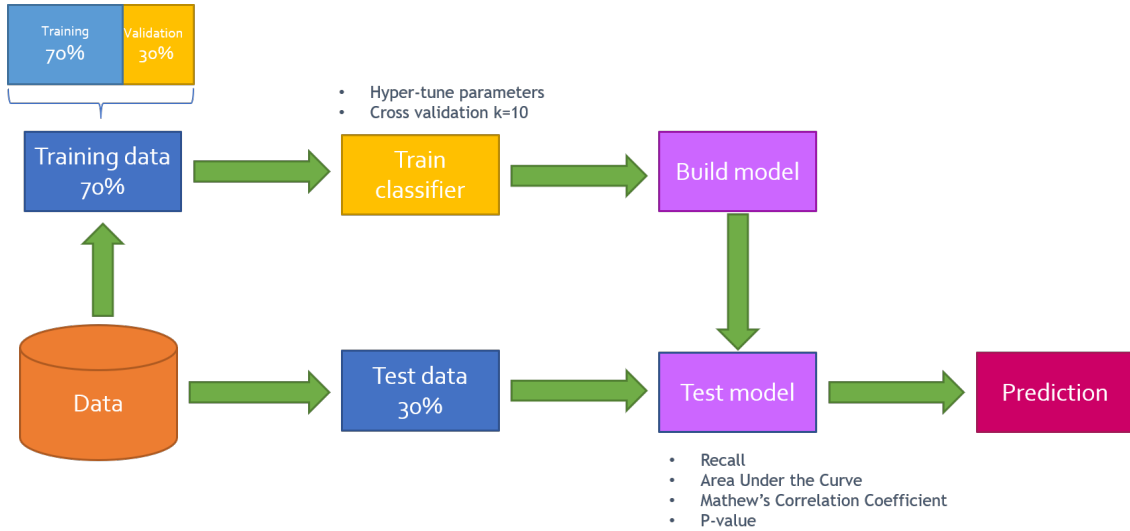 Training
70%
Validation
30%
• Hyper-tune parameters
• Cross validation k=10
Training data
70%
Train
classifier
Build model
Data
Test data
30%
Test model
Prediction
• Recall
• Area Under the Curve
• Mathew's Correlation Coefficient
• P-value